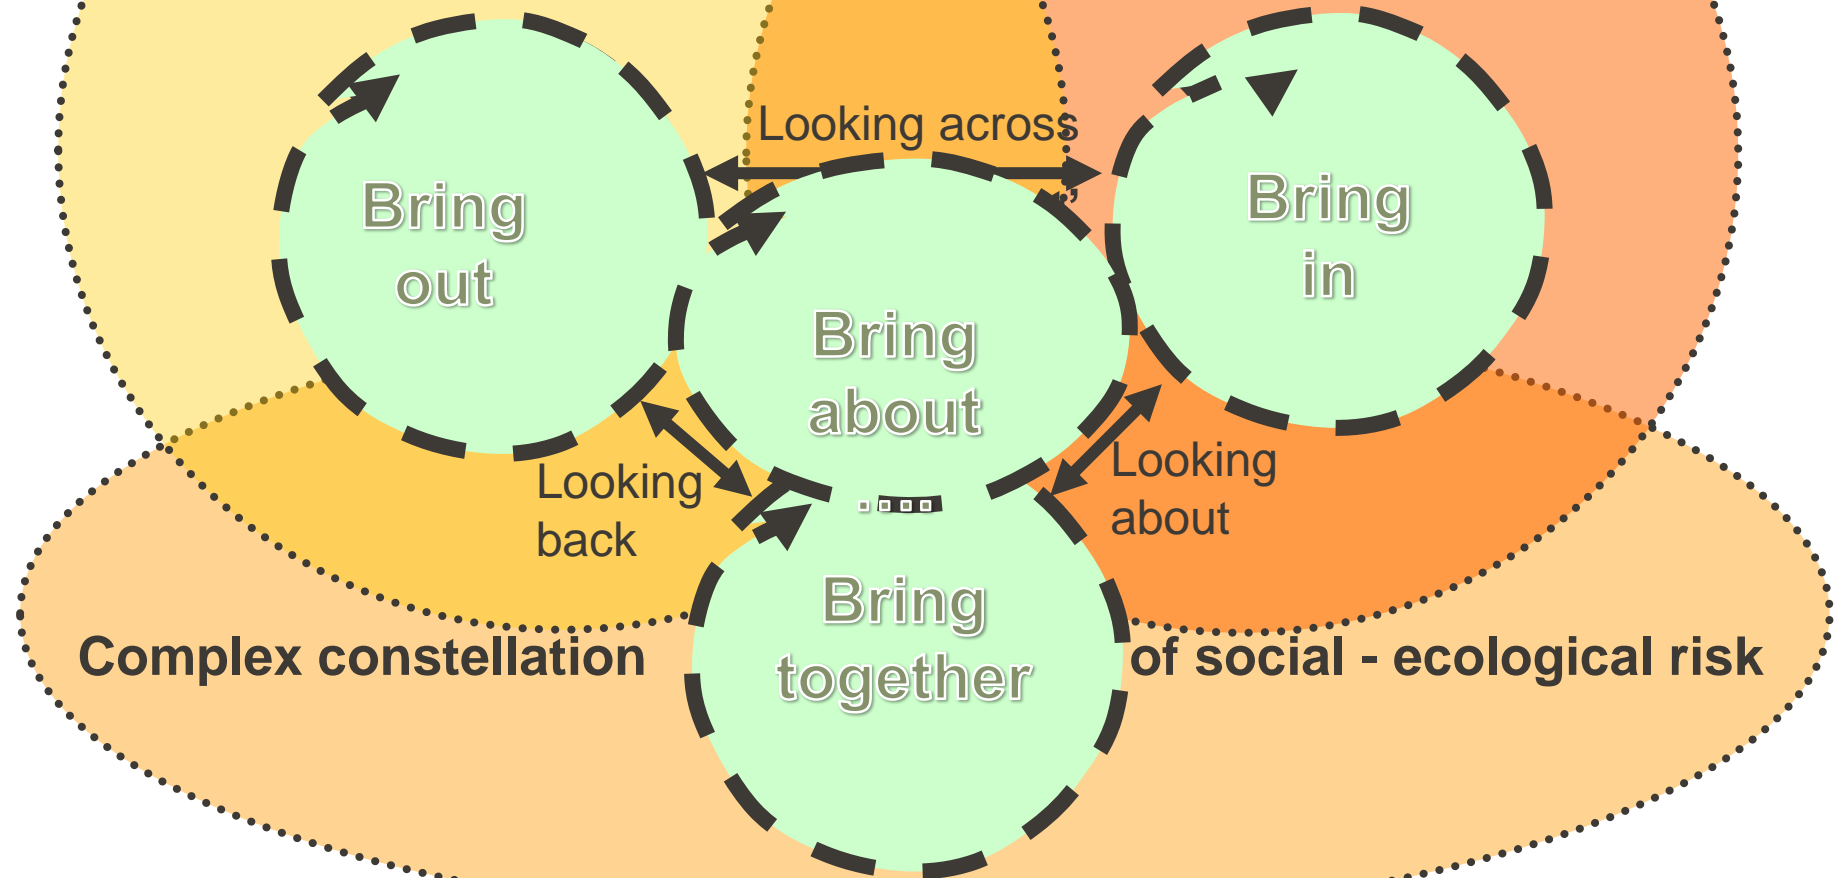 Looking across
Bring
out
Bring
in
Bring
about
Looking
back
Looking
about
....
Bring
together
Complex constellation
of social - ecological risk